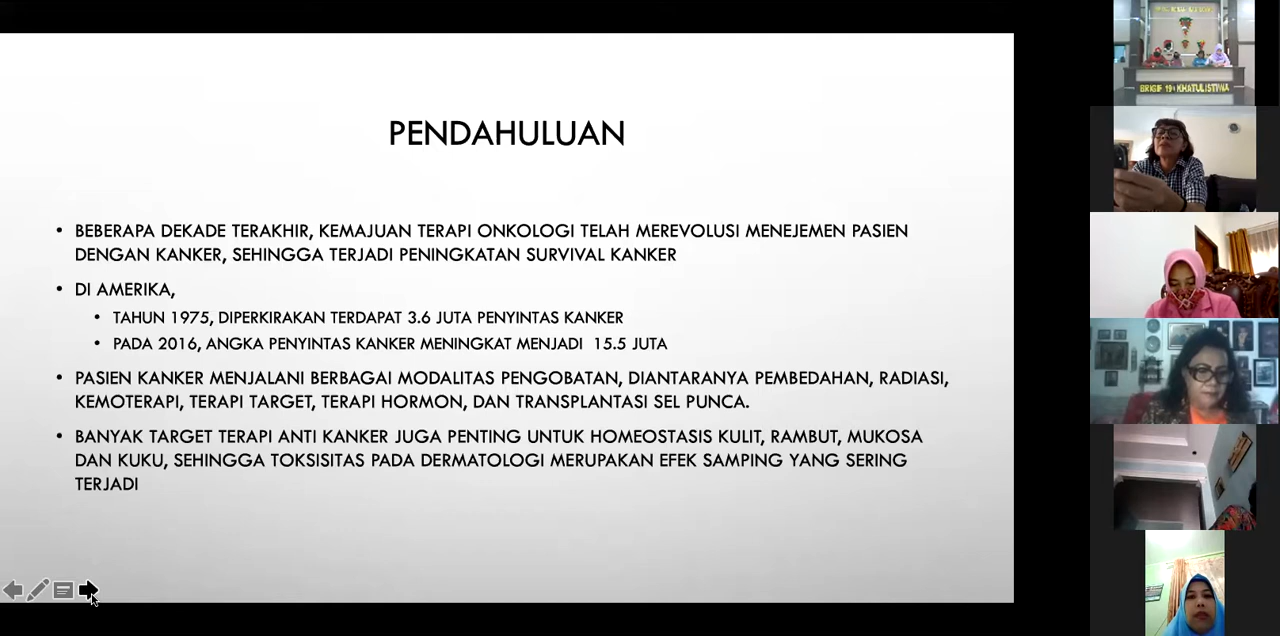 PENDAHULUAN
• BEBERAPA DEKADE TERAKHIR, KEMAJUAN TERAPI ONKOLOGI TELAH MEREVOLUSI MENEJEMEN PASIEN
DENGAN KANKER, SEHINGGA TERJADI PENINGKATAN SURVIVAL KANKER
• DI AMERIKA,
• TAHUN 1975, DIPERKIRAKAN TERDAPAT 3.6 JUTA PENYINTAS KANKER
• PADA 2016, ANGKA PENYINTAS KANKER MENINGKAT MENJADI 15.5 JUTA
• PASIEN KANKER MENJALANI BERBAGAI MODALITAS PENGOBATAN, DIANTARANYA PEMBEDAHAN, RADIASI,
KEMOTERAPI, TERAPI TARGET, TERAPI HORMON, DAN TRANSPLANTASI SEL PUNCA.
• BANYAK TARGET TERAPI ANTI KANKER JUGA PENTING UNTUK HOMEOSTASIS KULIT, RAMBUT, MUKOSA
DAN KUKU, SEHINGGA TOKSISITAS PADA DERMATOLOGI MERUPAKAN EFEK SAMPING YANG SERING
TERJADI
BRIGIF 19 KHATULISTIWA